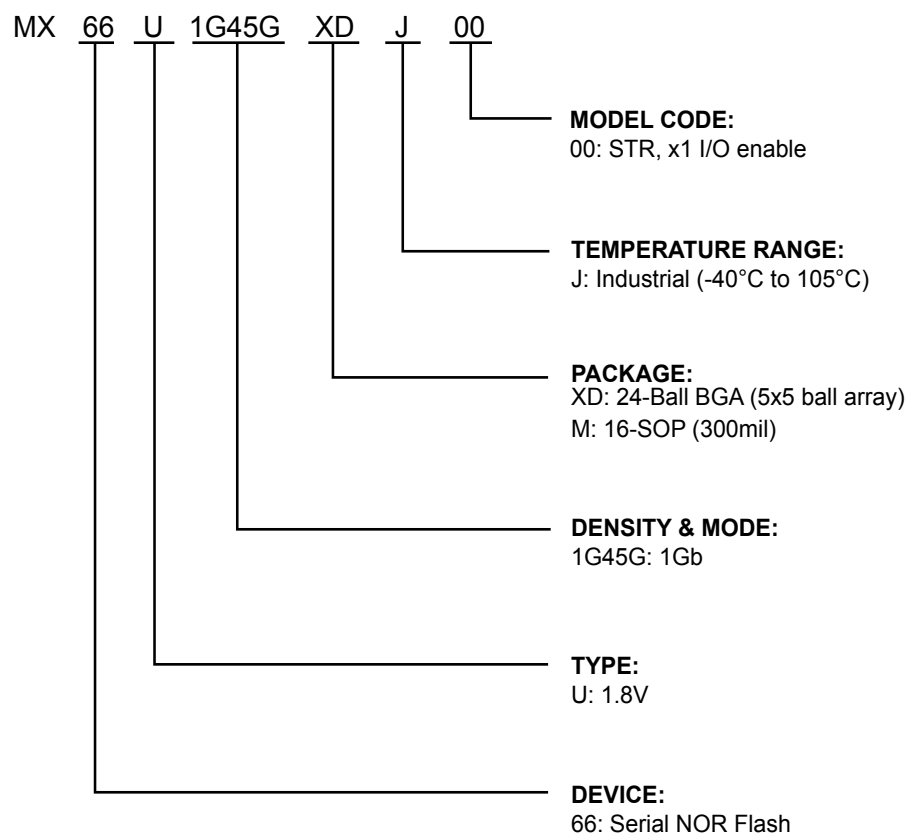 MX 66 U 1G45G XD J 00
MODEL CODE:
00: STR, x1 I/O enable
TEMPERATURE RANGE:
J: Industrial (-40°C to 105°C)
PACKAGE:
XD: 24-Ball BGA (5x5 ball array)
M: 16-SOP (300mil)
DENSITY & MODE:
1G45G: 1Gb
TYPE:
U: 1.8V
DEVICE:
66: Serial NOR Flash